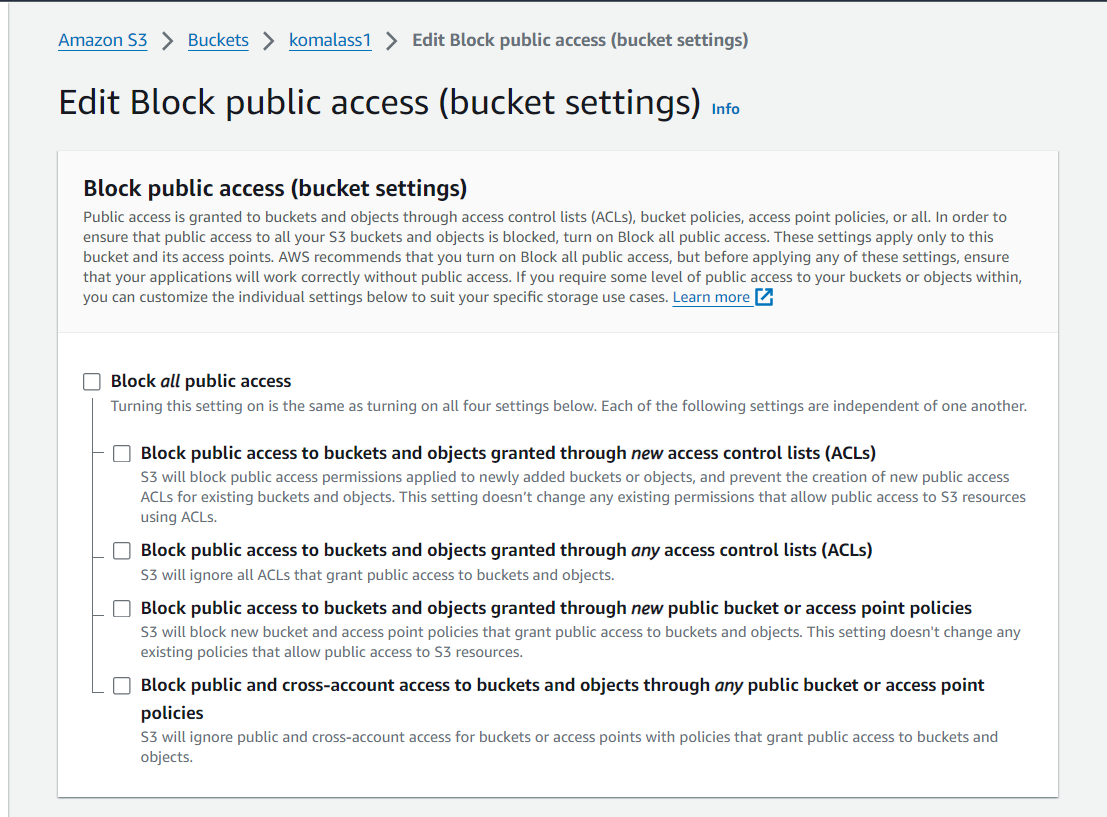 Amazon S3 > Buckets > komalass1 > Edit Block public access (bucket settings)
Edit Block public access (bucket settings) Info
Block public access (bucket settings)
Public access is granted to buckets and objects through access control lists (ACLs), bucket policies, access point policies, or all. In order to
ensure that public access to all your S3 buckets and objects is blocked, turn on Block all public access. These settings apply only to this
bucket and its access points. AWS recommends that you turn on Block all public access, but before applying any of these settings, ensure
that your applications will work correctly without public access. If you require some level of public access to your buckets or objects within,
you can customize the individual settings below to suit your specific storage use cases. Learn more
Block all public access
Turning this setting on is the same as turning on all four settings below. Each of the following settings are independent of one another.
Block public access to buckets and objects granted through new access control lists (ACLs)
S3 will block public access permissions applied to newly added buckets or objects, and prevent the creation of new public access
ACLs for existing buckets and objects. This setting doesn’t change any existing permissions that allow public access to S3 resources
using ACLs.
Block public access to buckets and objects granted through any access control lists (ACLs)
S3 will ignore all ACLs that grant public access to buckets and objects.
Block public access to buckets and objects granted through new public bucket or access point policies
S3 will block new bucket and access point policies that grant public access to buckets and objects. This setting doesn't change any
existing policies that allow public access to S3 resources.
Block public and cross-account access to buckets and objects through any public bucket or access point
policies
S3 will ignore public and cross-account access for buckets or access points with policies that grant public access to buckets and
objects.